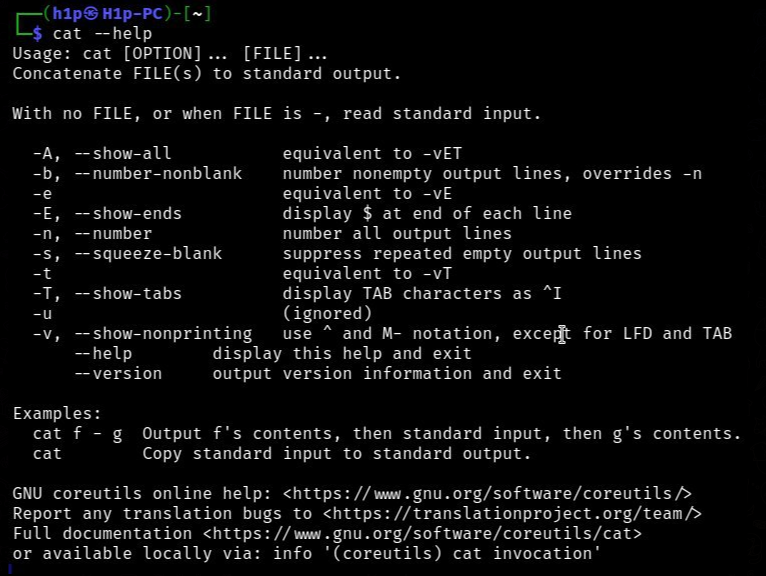 ┌──(h1p㉿H1p-PC)-[~]
└─$ cat --help
Usage: cat [OPTION]... [FILE]...
Concatenate FILE(s) to standard output.

With no FILE, or when FILE is -, read standard input.

  -A, --show-all           equivalent to -vET
  -b, --number-nonblank    number nonempty output lines, overrides -n
  -e                       equivalent to -vE
  -E, --show-ends          display $ at end of each line
  -n, --number             number all output lines
  -s, --squeeze-blank      suppress repeated empty output lines
  -t                       equivalent to -vT
  -T, --show-tabs          display TAB characters as ^I
  -u                       (ignored)
  -v, --show-nonprinting   use ^ and M- notation, except for LFD and TAB
      --help        display this help and exit
      --version     output version information and exit

Examples:
  cat f - g  Output f's contents, then standard input, then g's contents.
  cat        Copy standard input to standard output.

GNU coreutils online help: <https://www.gnu.org/software/coreutils/>
Report any translation bugs to <https://translationproject.org/team/>
Full documentation <https://www.gnu.org/software/coreutils/cat>
or available locally via: info '(coreutils) cat invocation'